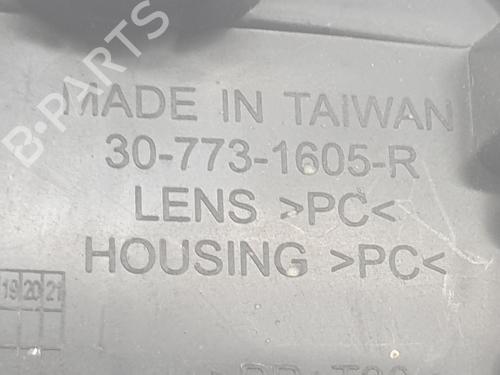 MADE IN TAIWAN
30-773-1605-R
LENS >PC<
HOUSING >PC<
19 20 21
B-PARTS